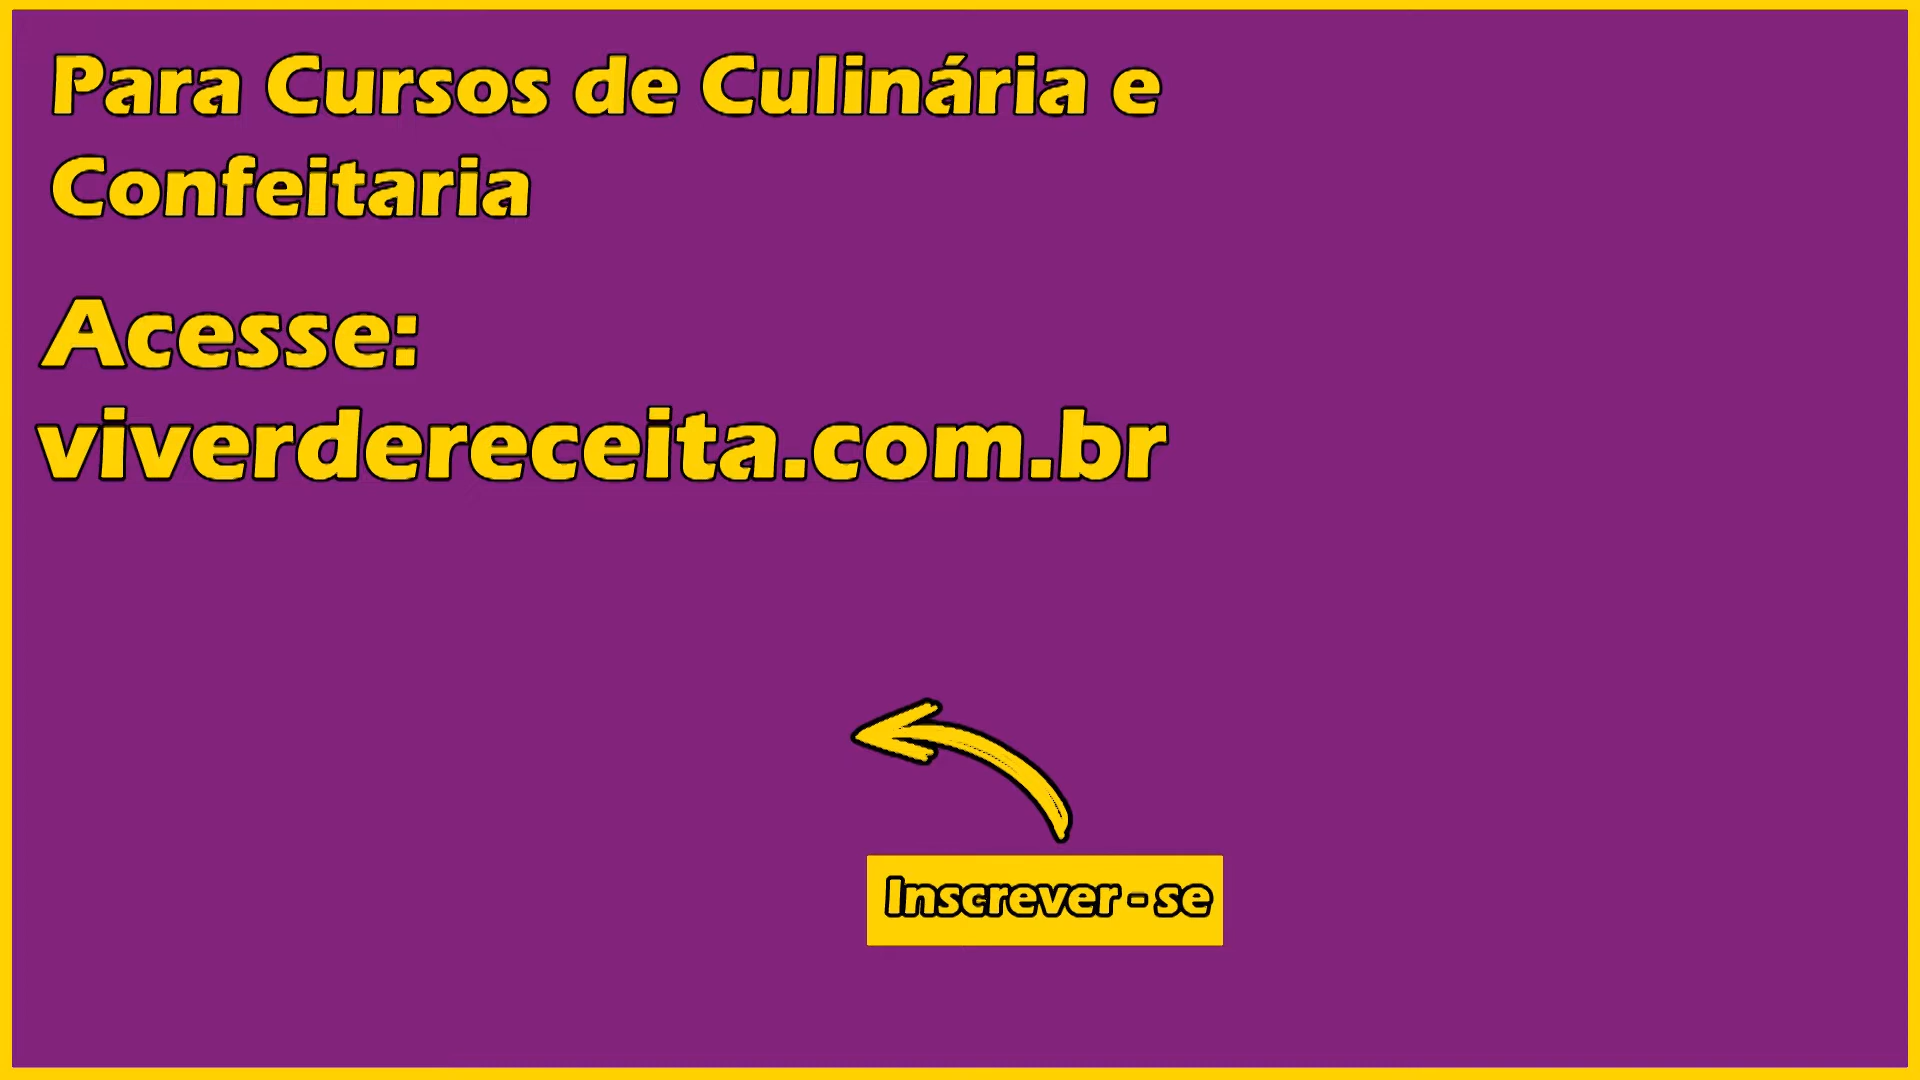 Para Cursos de Culinária e
Confeitaria
Acesse:
viverdereceita.com.br
Inscrever - se